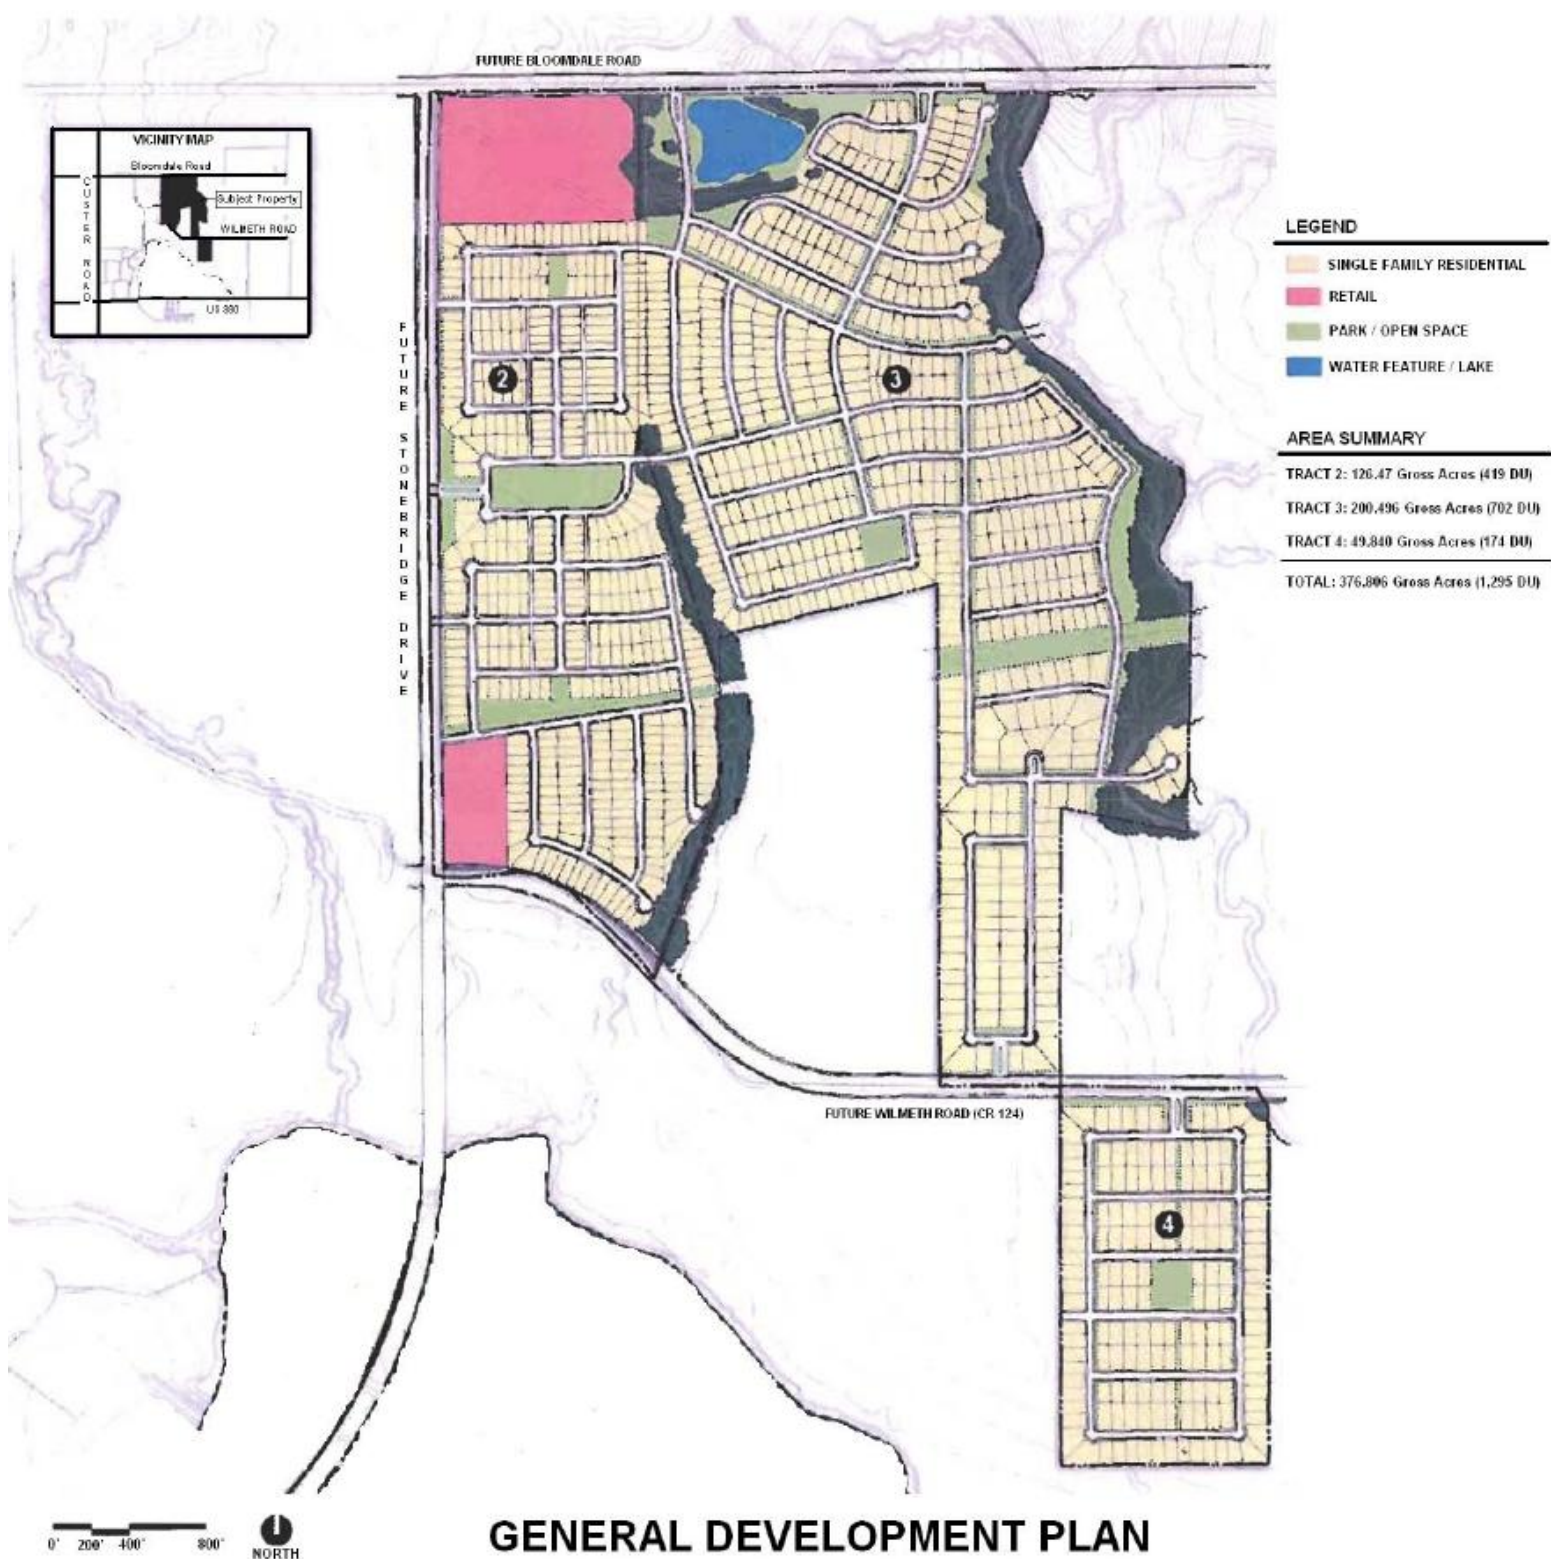 FUTURE BLOOMDALE ROAD
VICINITY MAP
Bloomdale Road
CUSTER ROAD
Subject Property
WILMETH ROAD
US 380
LEGEND
SINGLE FAMILY RESIDENTIAL
RETAIL
PARK / OPEN SPACE
WATER FEATURE / LAKE
FUTURE STONEBRIDGE DRIVE
2
3
AREA SUMMARY
TRACT 2: 126.47 Gross Acres (419 DU)
TRACT 3: 200.496 Gross Acres (702 DU)
TRACT 4: 49.840 Gross Acres (174 DU)
TOTAL: 376.806 Gross Acres (1,295 DU)
FUTURE WILMETH ROAD (CR 124)
4
0' 200' 400' 800'
NORTH
GENERAL DEVELOPMENT PLAN